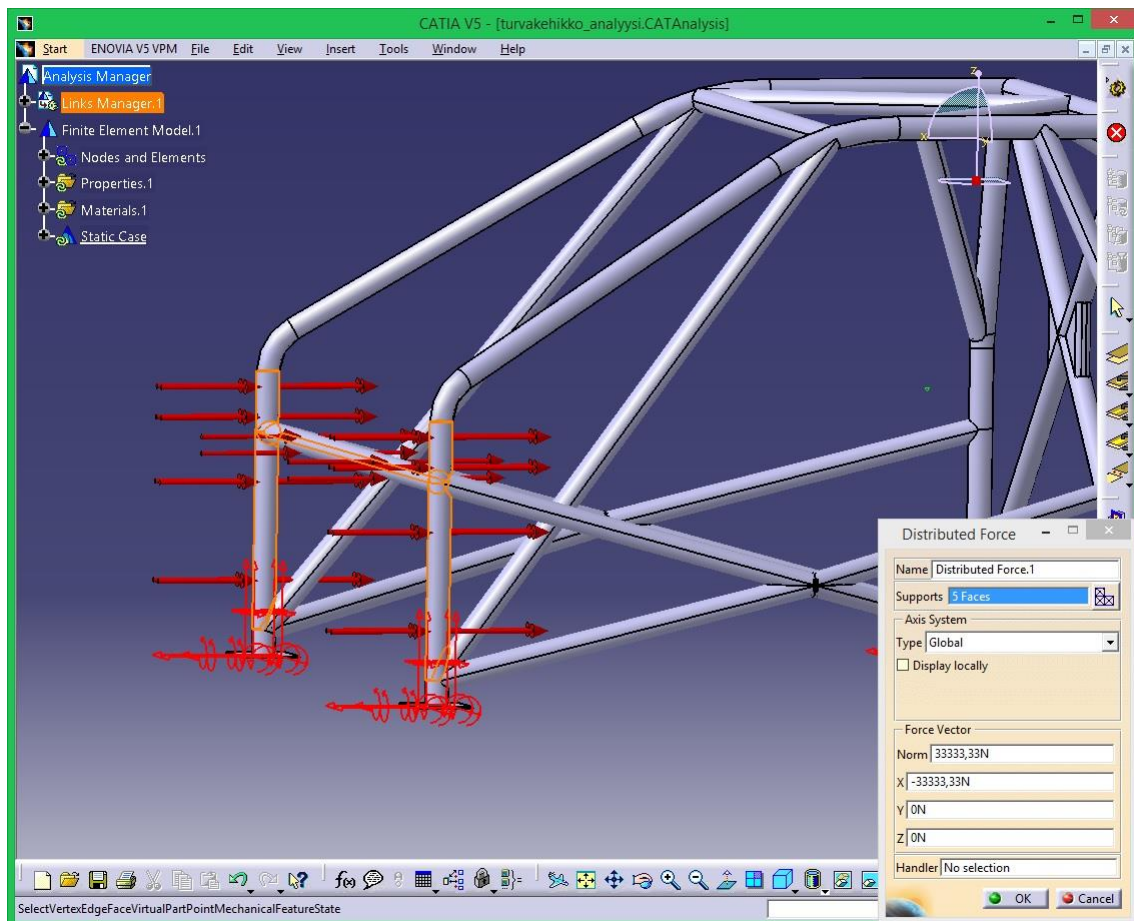 CATIA V5 - [turvakehikko_analyysi.CATAnalysis]
Start ENOVIA V5 VPM File Edit View Insert Tools Window Help
Analysis Manager
Links Manager.1
Finite Element Model.1
Nodes and Elements
Properties.1
Materials.1
Static Case
z
x
y
Distributed Force
Name Distributed Force.1
Supports 5 Faces
Axis System
Type Global
Display locally
Force Vector
Norm 33333,33N
X -33333,33N
Y 0N
Z 0N
Handler No selection
OK Cancel
f(x)
SelectVertexEdgeFaceVirtualPartPointMechanicalFeatureState